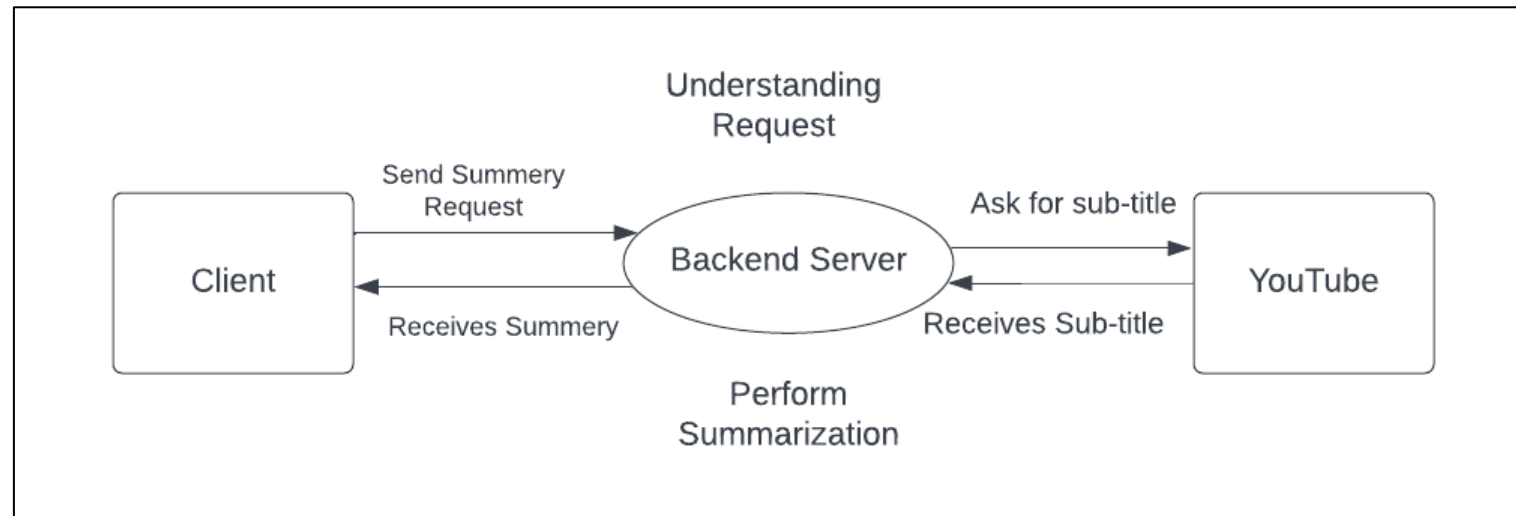 Understanding
Request
Send Summery
Request
Ask for sub-title
Client
Backend Server
YouTube
Receives Summery
Receives Sub-title
Perform
Summarization